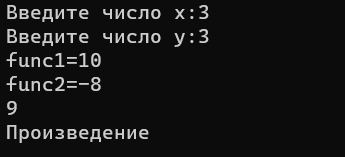 Введите число x:3
Введите число y:3
func1=10
func2=-8
9
Произведение